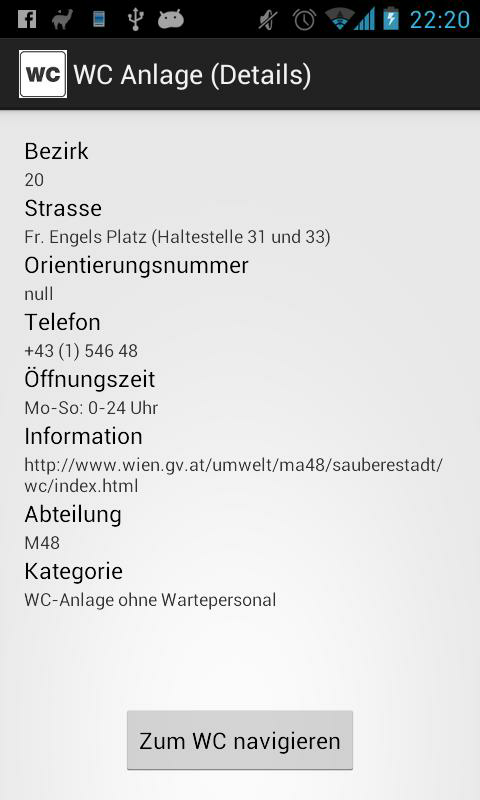 22:20
WC WC Anlage (Details)
Bezirk
20
Strasse
Fr. Engels Platz (Haltestelle 31 und 33)
Orientierungsnummer
null
Telefon
+43 (1) 546 48
Öffnungszeit
Mo-So: 0-24 Uhr
Information
http://www.wien.gv.at/umwelt/ma48/sauberestadt/
wc/index.html
Abteilung
M48
Kategorie
WC-Anlage ohne Wartepersonal
Zum WC navigieren